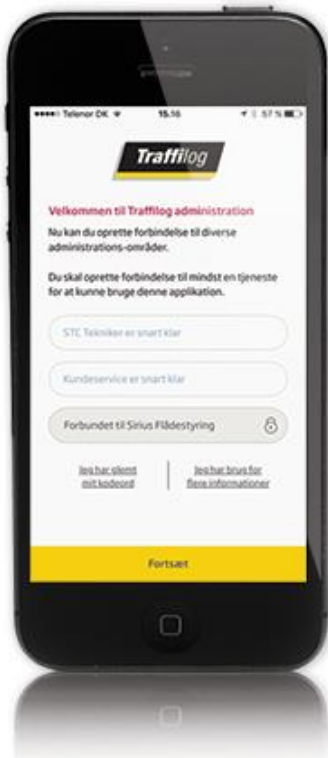 Telenor DK 15.16 57 %
Traffilog
Velkommen til Traffilog administration
Nu kan du oprette forbindelse til diverse
administrations-områder.
Du skal oprette forbindelse til mindst en tjeneste
for at kunne bruge denne applikation.
STC Tekniker er snart klar
Kundeservice er snart klar
Forbundet til Sirius Flådestyring
Jeg har glemt
mit kodeord
Jeg har brug for
flere informationer
Fortsæt